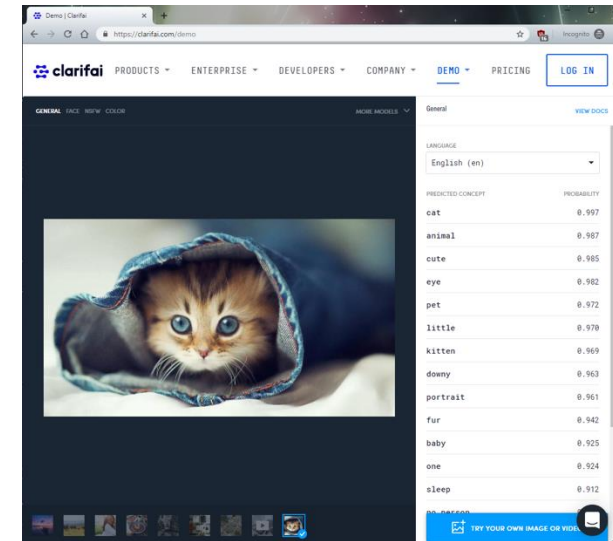 Demo | Clarifai
https://clarifai.com/demo
Incognito
clarifai PRODUCTS ENTERPRISE DEVELOPERS COMPANY DEMO PRICING LOG IN
GENERAL FACE NSFW COLOR
MORE MODELS
General
VIEW DOCS
LANGUAGE
English (en)
PREDICTED CONCEPT PROBABILITY
cat 0.997
animal 0.987
cute 0.985
eye 0.982
pet 0.972
little 0.970
kitten 0.969
downy 0.963
portrait 0.961
fur 0.942
baby 0.925
one 0.924
sleep 0.912
no person
TRY YOUR OWN IMAGE OR